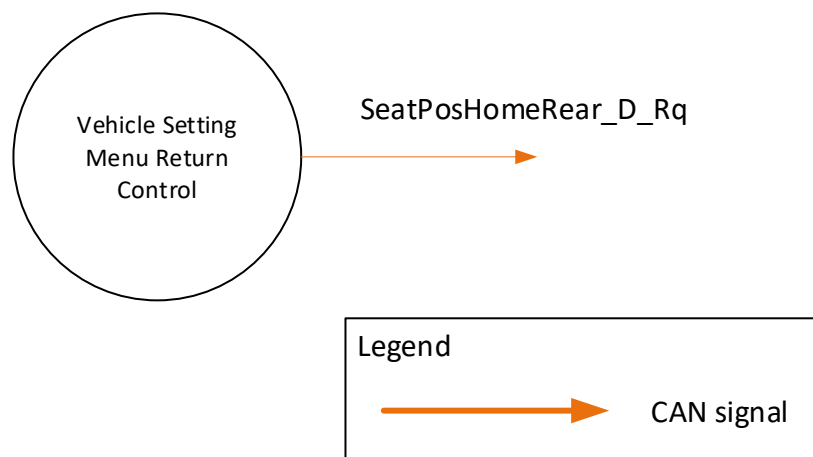 Vehicle Setting
Menu Return
Control
SeatPosHomeRear_D_Rq
Legend
CAN signal